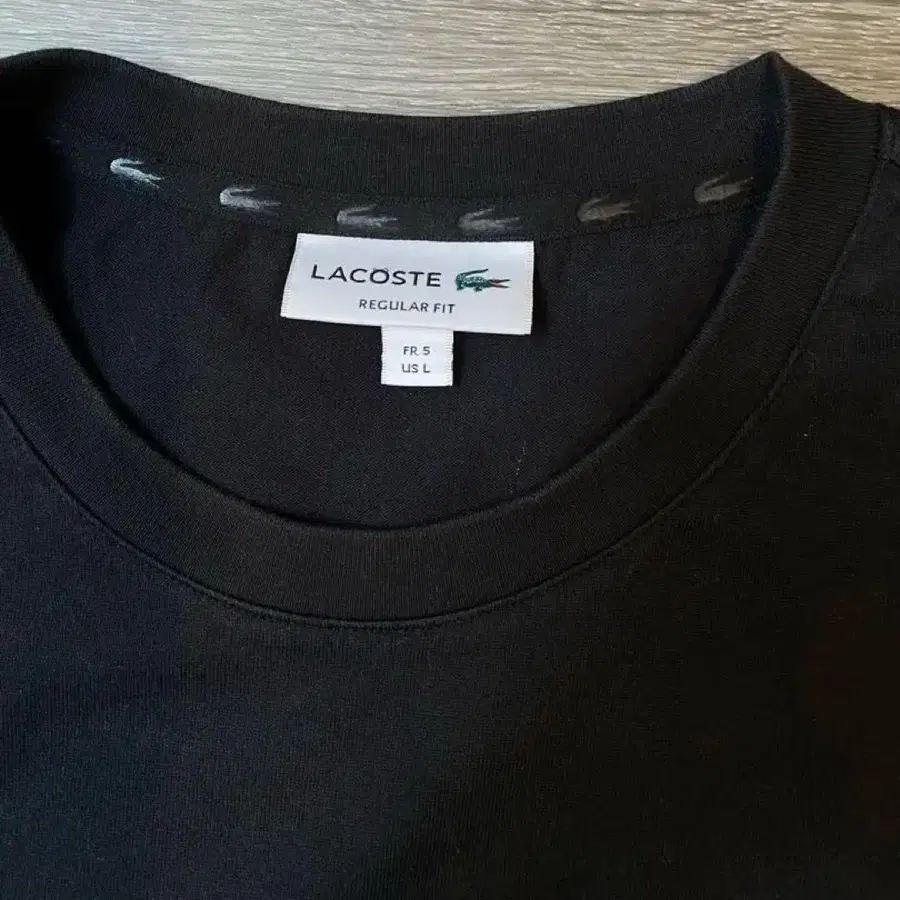 LACOSTE
REGULAR FIT
FR 5
US L